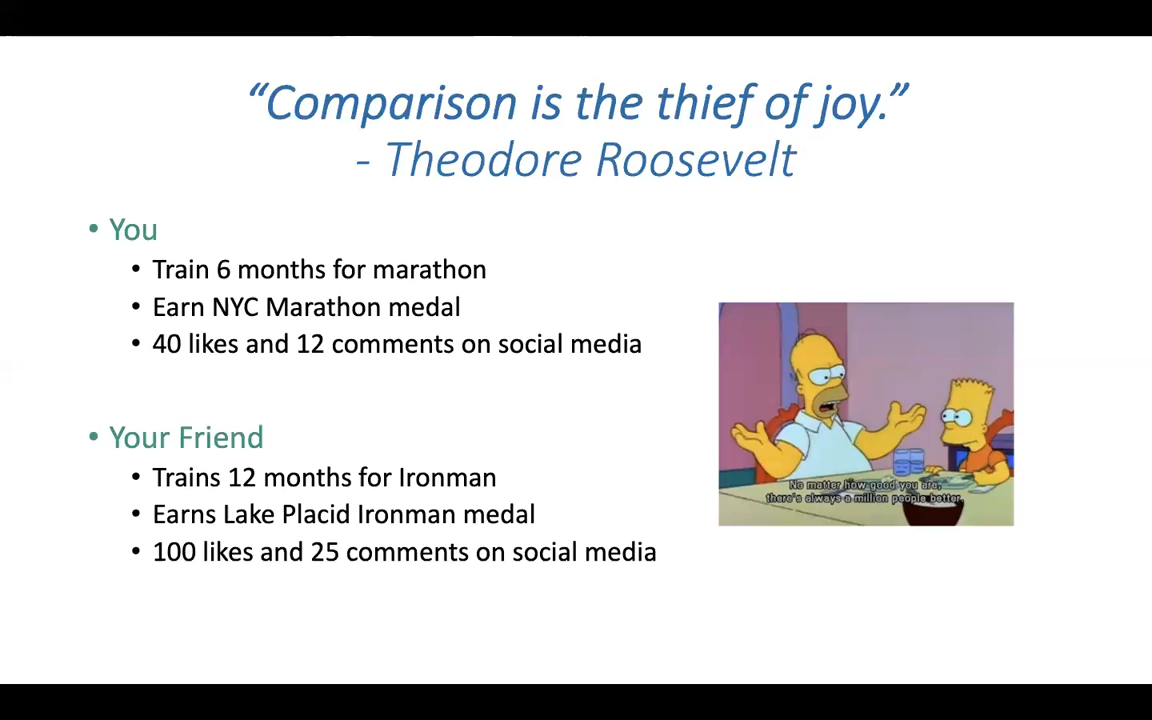 “Comparison is the thief of joy.”
- Theodore Roosevelt
• You
• Train 6 months for marathon
• Earn NYC Marathon medal
• 40 likes and 12 comments on social media
• Your Friend
• Trains 12 months for Ironman
• Earns Lake Placid Ironman medal
• 100 likes and 25 comments on social media
No matter how good you are,
there's always a million people better.